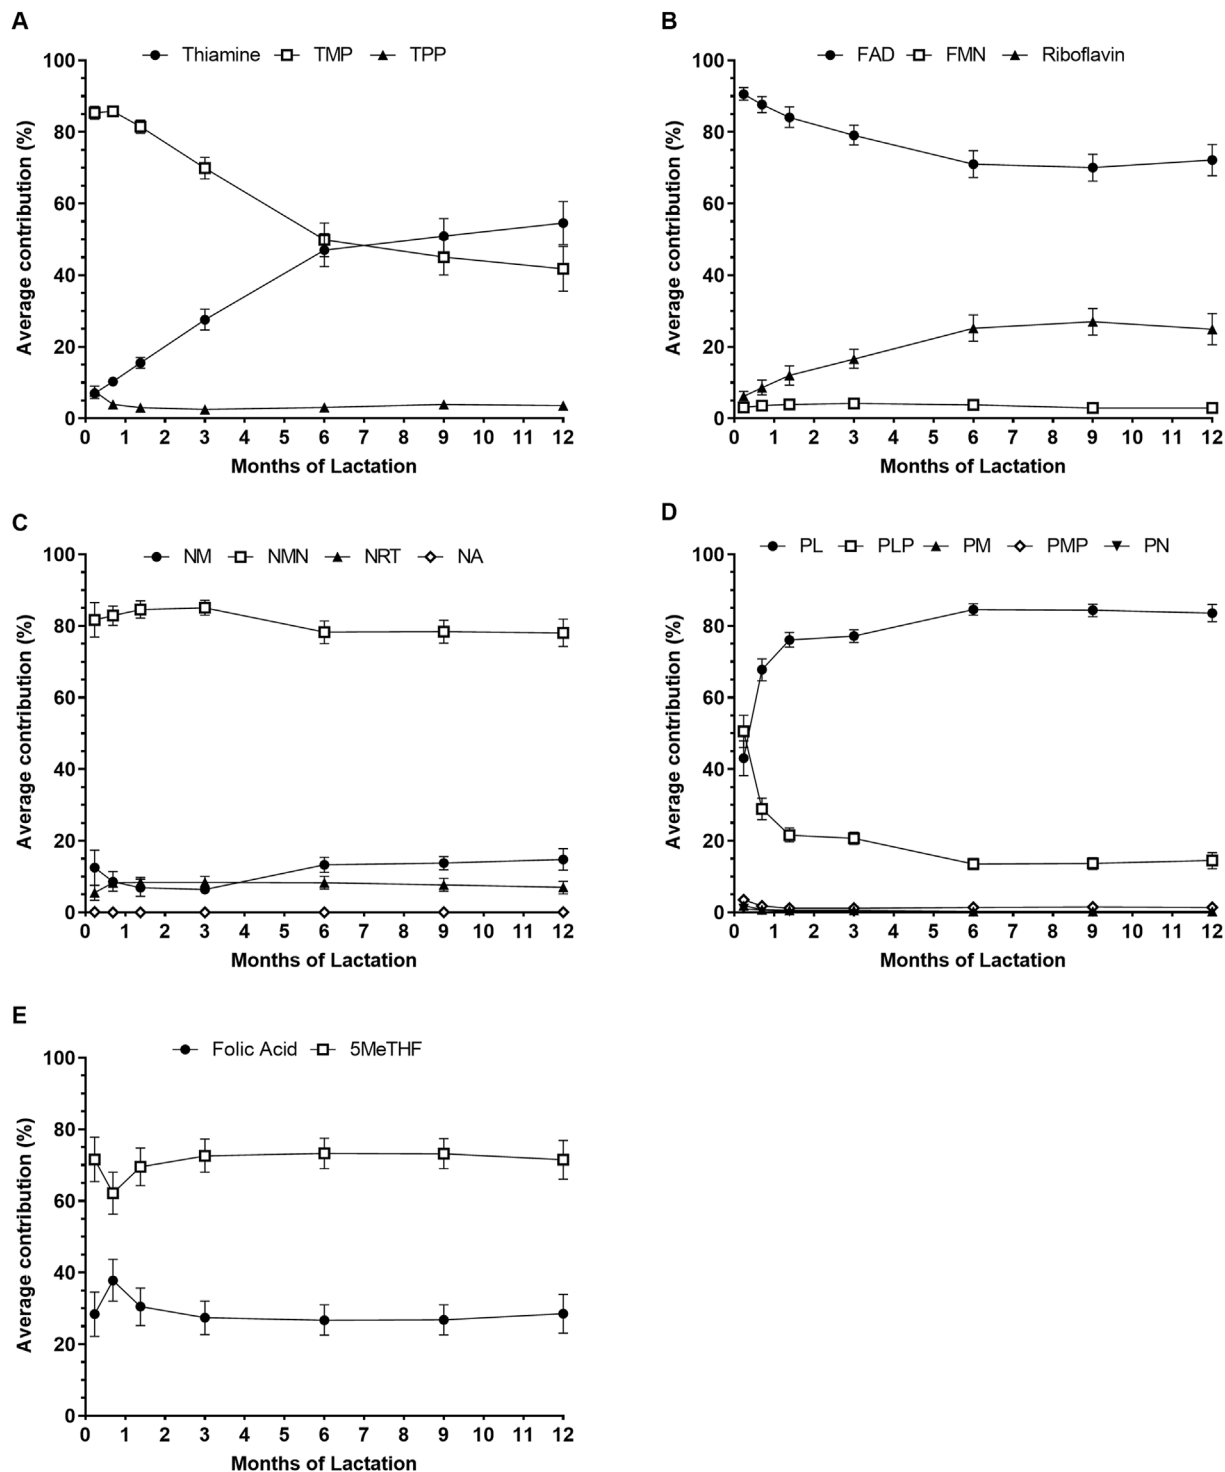 A
Thiamine TMP TPP
Average contribution (%)
100
80
60
40
20
0
0 1 2 3 4 5 6 7 8 9 10 11 12
Months of Lactation
B
FAD FMN Riboflavin
Average contribution (%)
100
80
60
40
20
0
0 1 2 3 4 5 6 7 8 9 10 11 12
Months of Lactation
C
NM NMN NRT NA
Average contribution (%)
100
80
60
40
20
0
0 1 2 3 4 5 6 7 8 9 10 11 12
Months of Lactation
D
PL PLP PM PMP PN
Average contribution (%)
100
80
60
40
20
0
0 1 2 3 4 5 6 7 8 9 10 11 12
Months of Lactation
E
Folic Acid 5MeTHF
Average contribution (%)
100
80
60
40
20
0
0 1 2 3 4 5 6 7 8 9 10 11 12
Months of Lactation